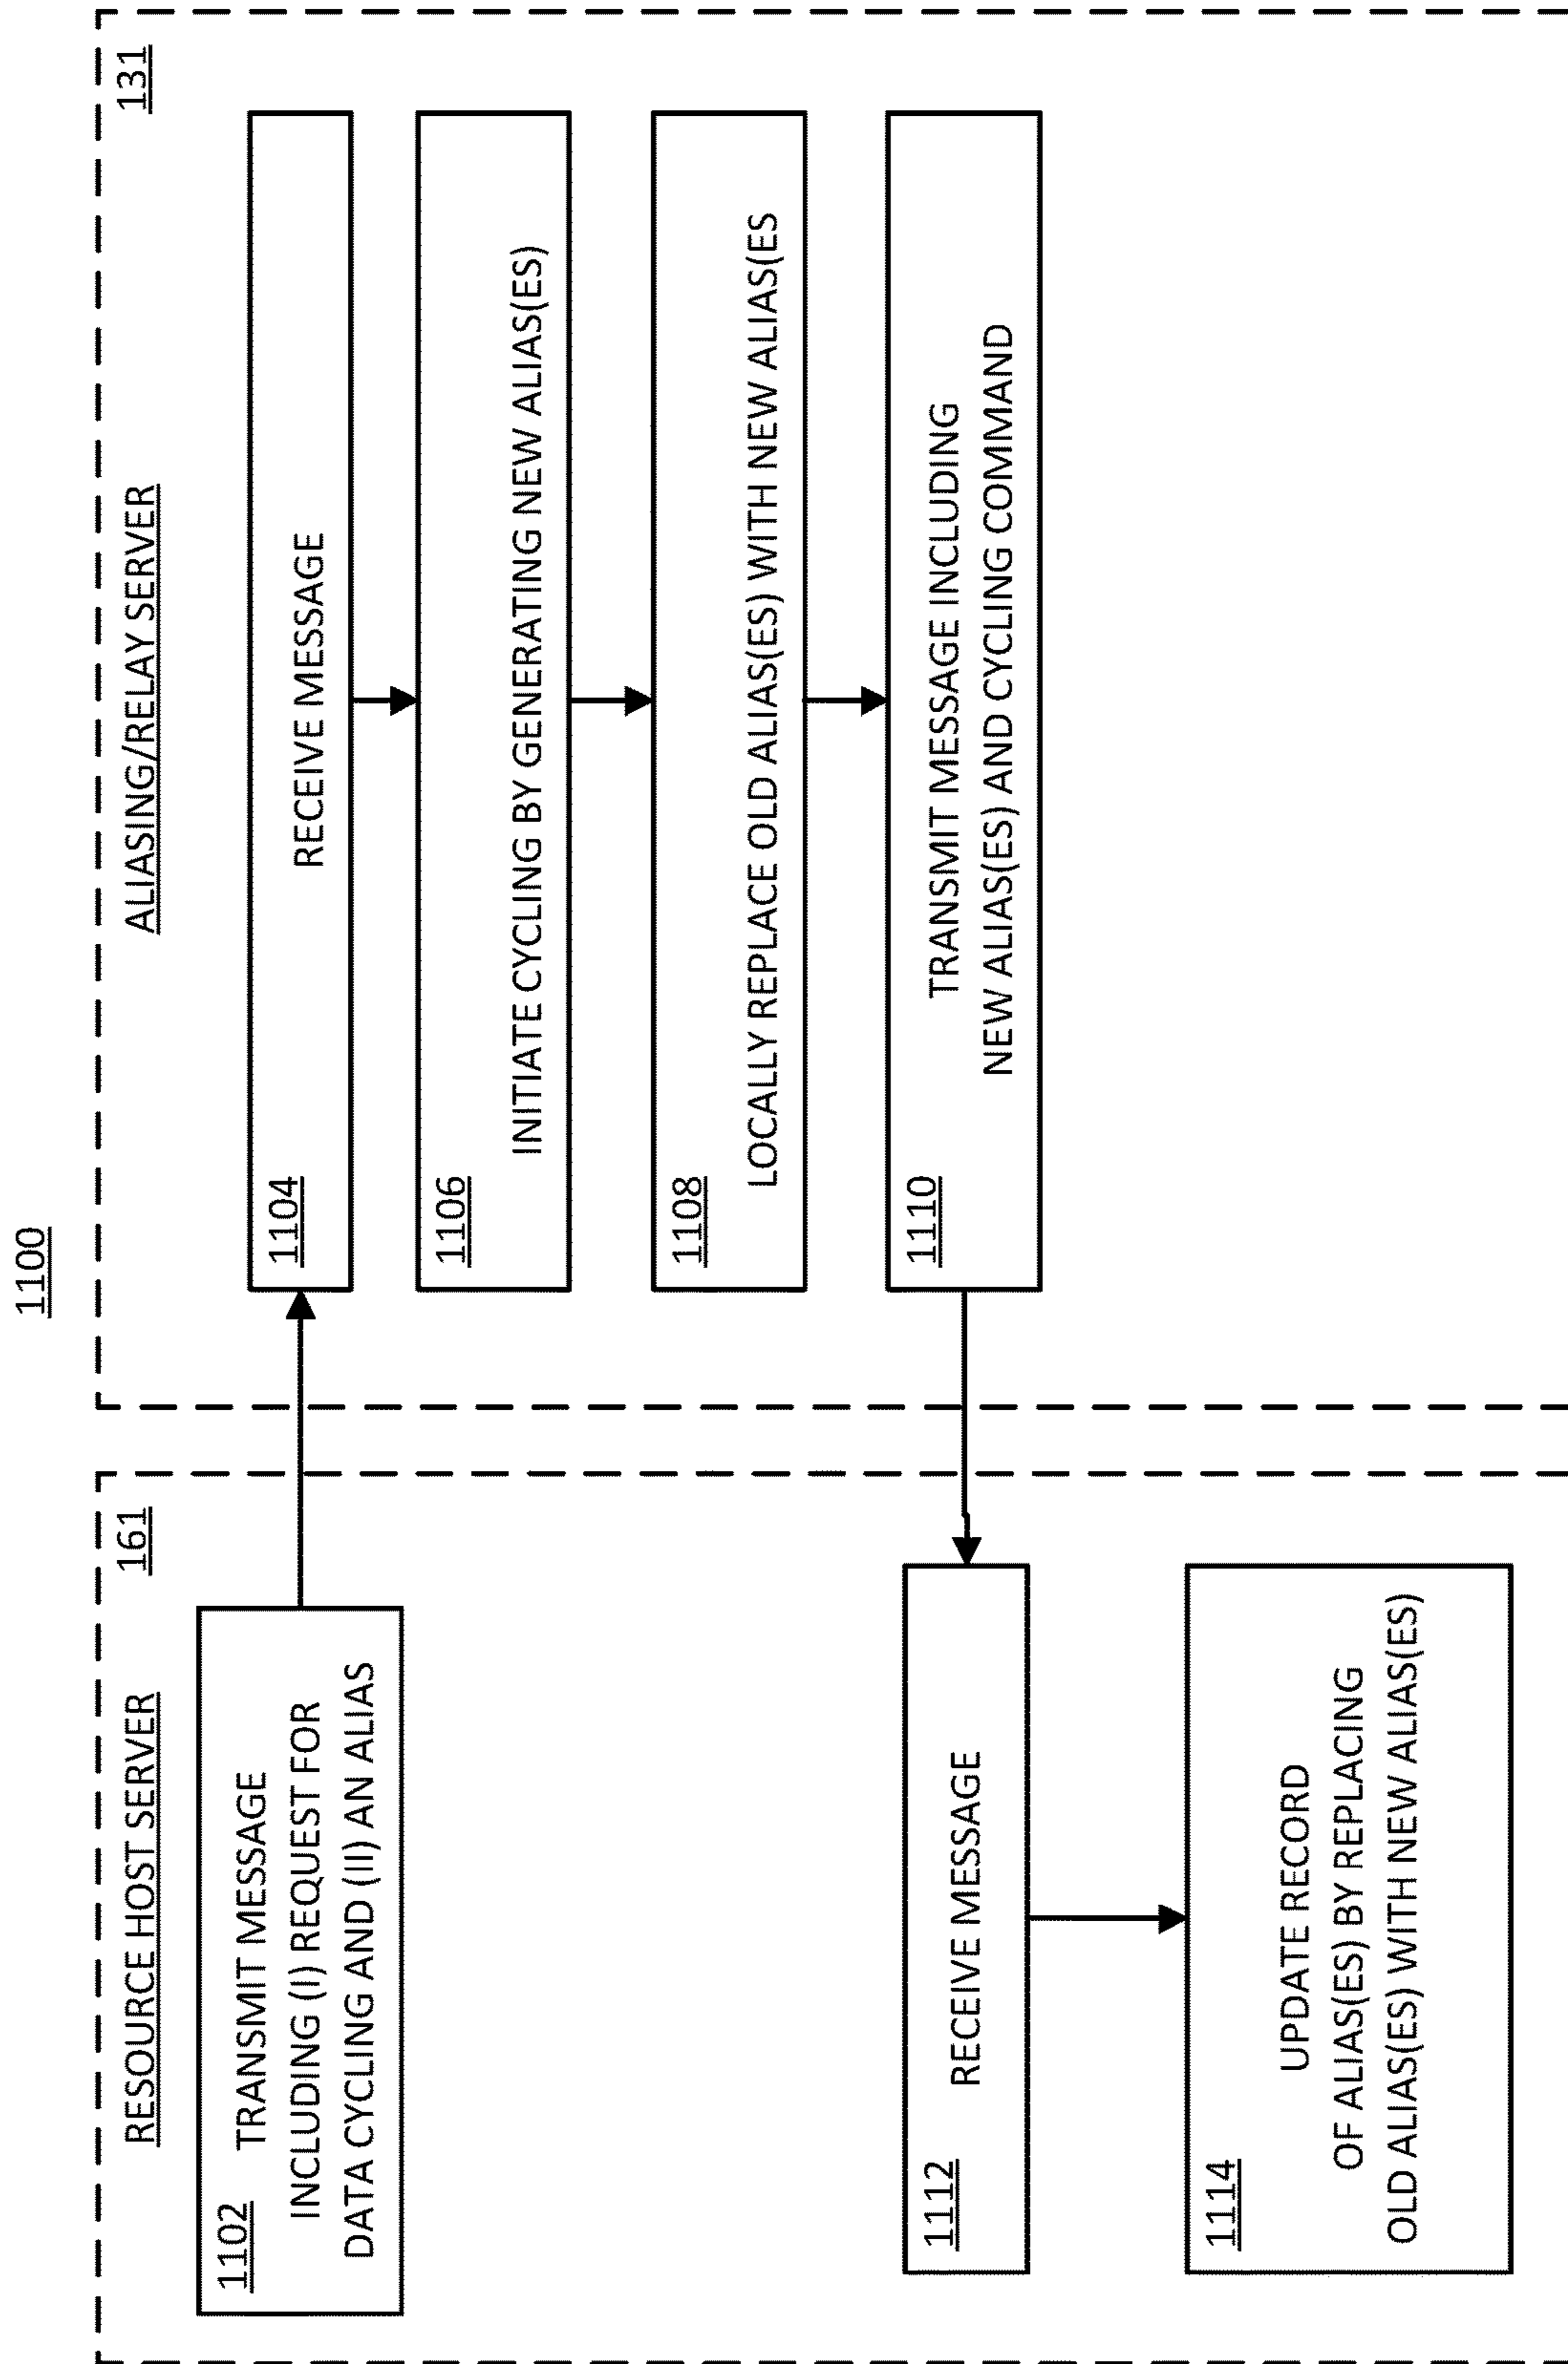 1100
RESOURCE HOST SERVER
161
1102
TRANSMIT MESSAGE
INCLUDING (I) REQUEST FOR
DATA CYCLING AND (II) AN ALIAS
1112
RECEIVE MESSAGE
1114
UPDATE RECORD
OF ALIAS(ES) BY REPLACING
OLD ALIAS(ES) WITH NEW ALIAS(ES)
ALIASING/RELAY SERVER
131
1104
RECEIVE MESSAGE
1106
INITIATE CYCLING BY GENERATING NEW ALIAS(ES)
1108
LOCALLY REPLACE OLD ALIAS(ES) WITH NEW ALIAS(ES
1110
TRANSMIT MESSAGE INCLUDING
NEW ALIAS(ES) AND CYCLING COMMAND